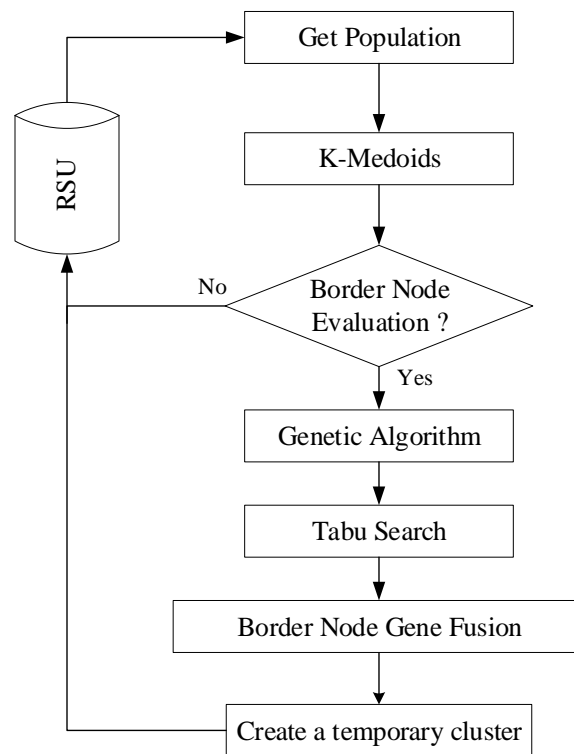 Get Population
RSU
K-Medoids
No
Border Node
Evaluation ?
Yes
Genetic Algorithm
Tabu Search
Border Node Gene Fusion
Create a temporary cluster